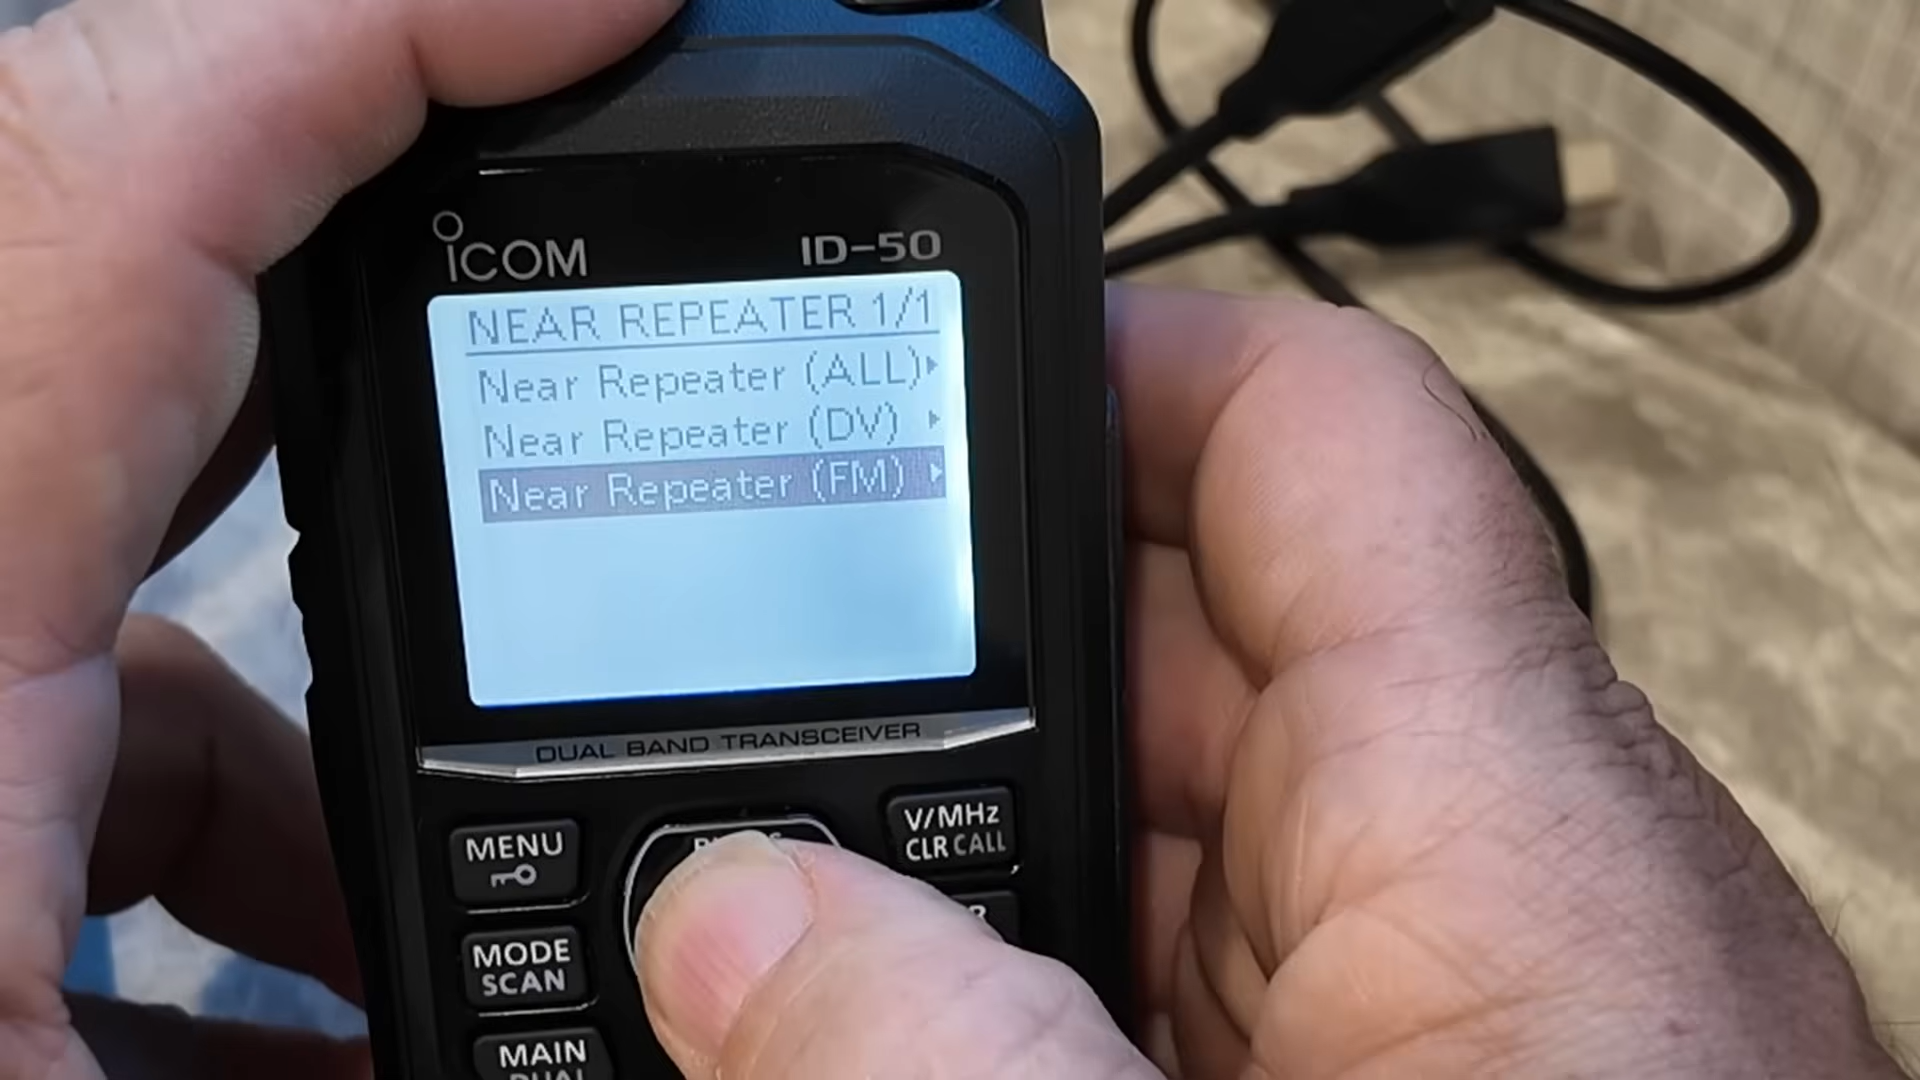 ICOM ID-50
NEAR REPEATER 1/1
Near Repeater (ALL)
Near Repeater (DV)
Near Repeater (FM)
DUAL BAND TRANSCEIVER
MENU
V/MHz
CLR CALL
MODE
SCAN
MAIN
DUAL